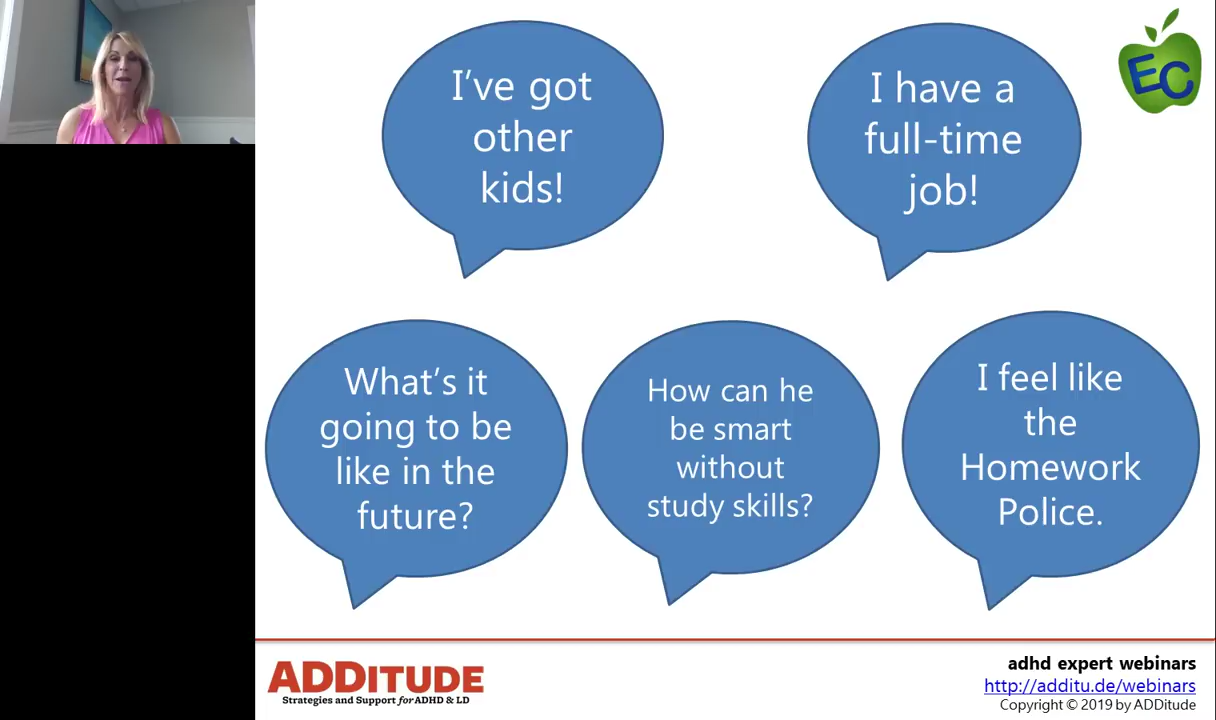 I've got
other
kids!
I have a
full-time
job!
EC
What's it
going to be
like in the
future?
How can he
be smart
without
study skills?
I feel like
the
Homework
Police.
ADDITUDE
Strategies and Support for ADHD & LD
adhd expert webinars
http://additu.de/webinars
Copyright © 2019 by ADDitude